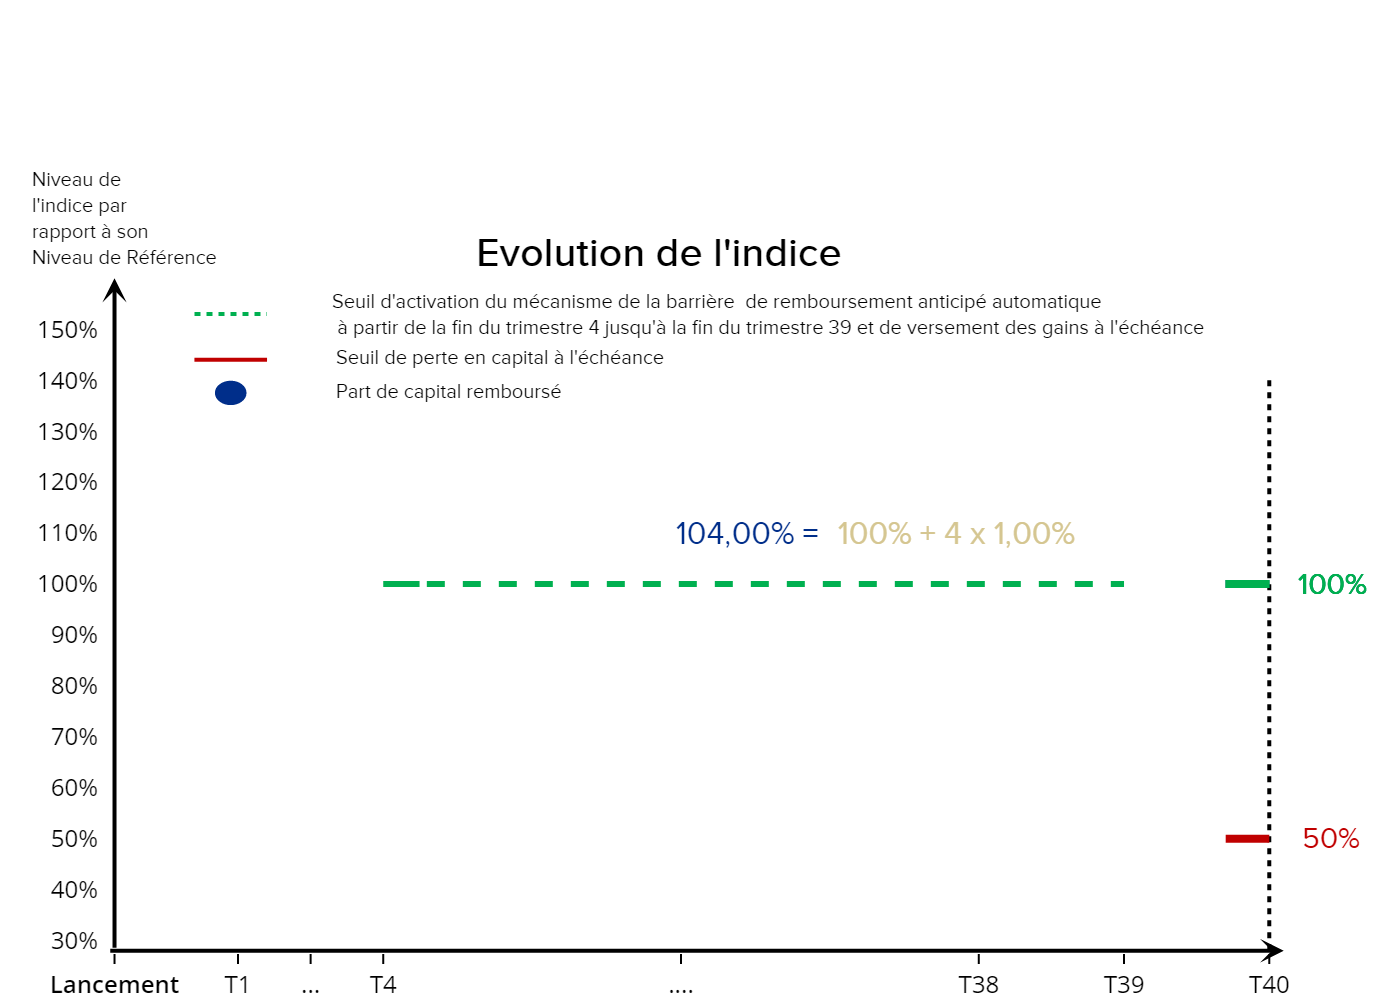 Niveau de
l'indice par
rapport à son
Niveau de Référence
Evolution de l'indice
Seuil d'activation du mécanisme de la barrière  de remboursement anticipé automatique
à partir de la fin du trimestre 4 jusqu'à la fin du trimestre 39 et de versement des gains à l'échéance
Seuil de perte en capital à l'échéance
Part de capital remboursé
150%
140%
130%
120%
110%
104,00% = 100% + 4 x 1,00%
100%
100%
90%
80%
70%
60%
50%
50%
40%
30%
Lancement T1 ... T4 .... T38 T39 T40